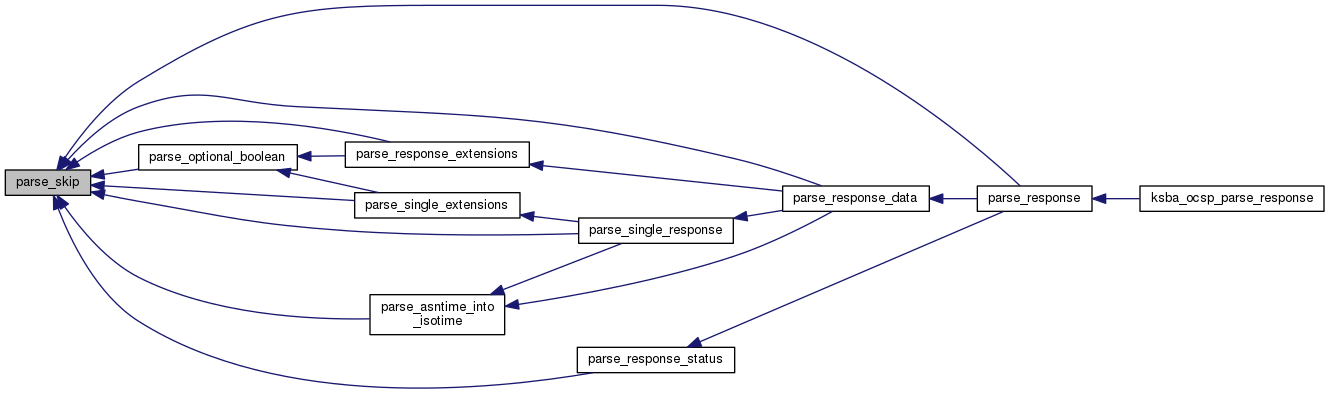 parse_skip
parse_optional_boolean
parse_response_extensions
parse_single_extensions
parse_single_response
parse_asntime_into
_isotime
parse_response_status
parse_response_data
parse_response
ksba_ocsp_parse_response